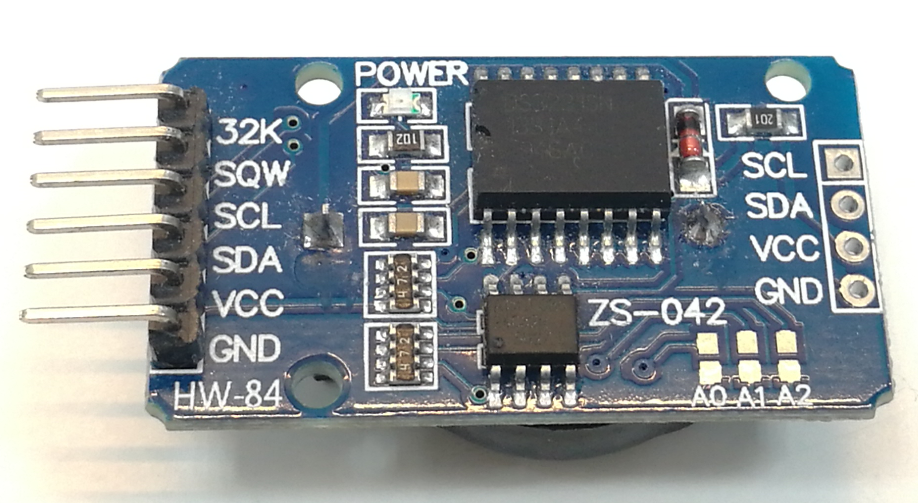 POWER
32K
SQW
SCL
SDA
VCC
GND
HW-84
102
472
472
201
SCL
SDA
VCC
GND
ZS-042
A0 A1 A2